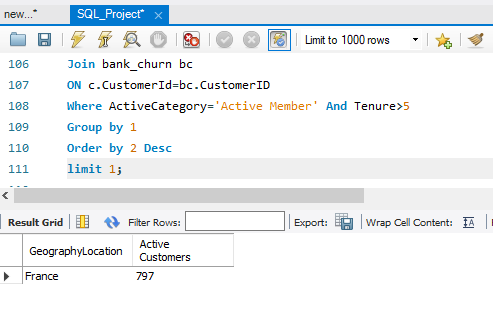 new...*
SQL_Project*
Limit to 1000 rows
106 Join bank_churn bc
107 ON c.CustomerId=bc.CustomerID
108 Where ActiveCategory='Active Member' And Tenure>5
109 Group by 1
110 Order by 2 Desc
111 limit 1;
Result Grid Filter Rows: Export: Wrap Cell Content:
GeographyLocation Active
Customers
France 797